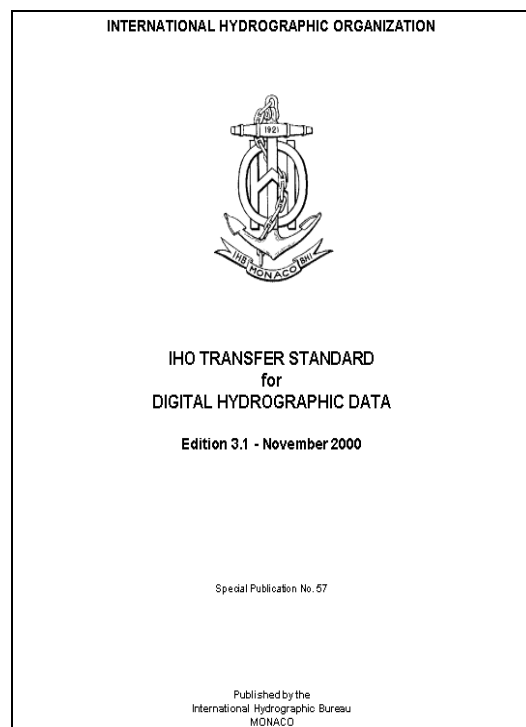 INTERNATIONAL HYDROGRAPHIC ORGANIZATION
1921
IHB MONACO BHI
IHO TRANSFER STANDARD
for
DIGITAL HYDROGRAPHIC DATA
Edition 3.1 - November 2000
Special Publication No. 57
Published by the
International Hydrographic Bureau
MONACO